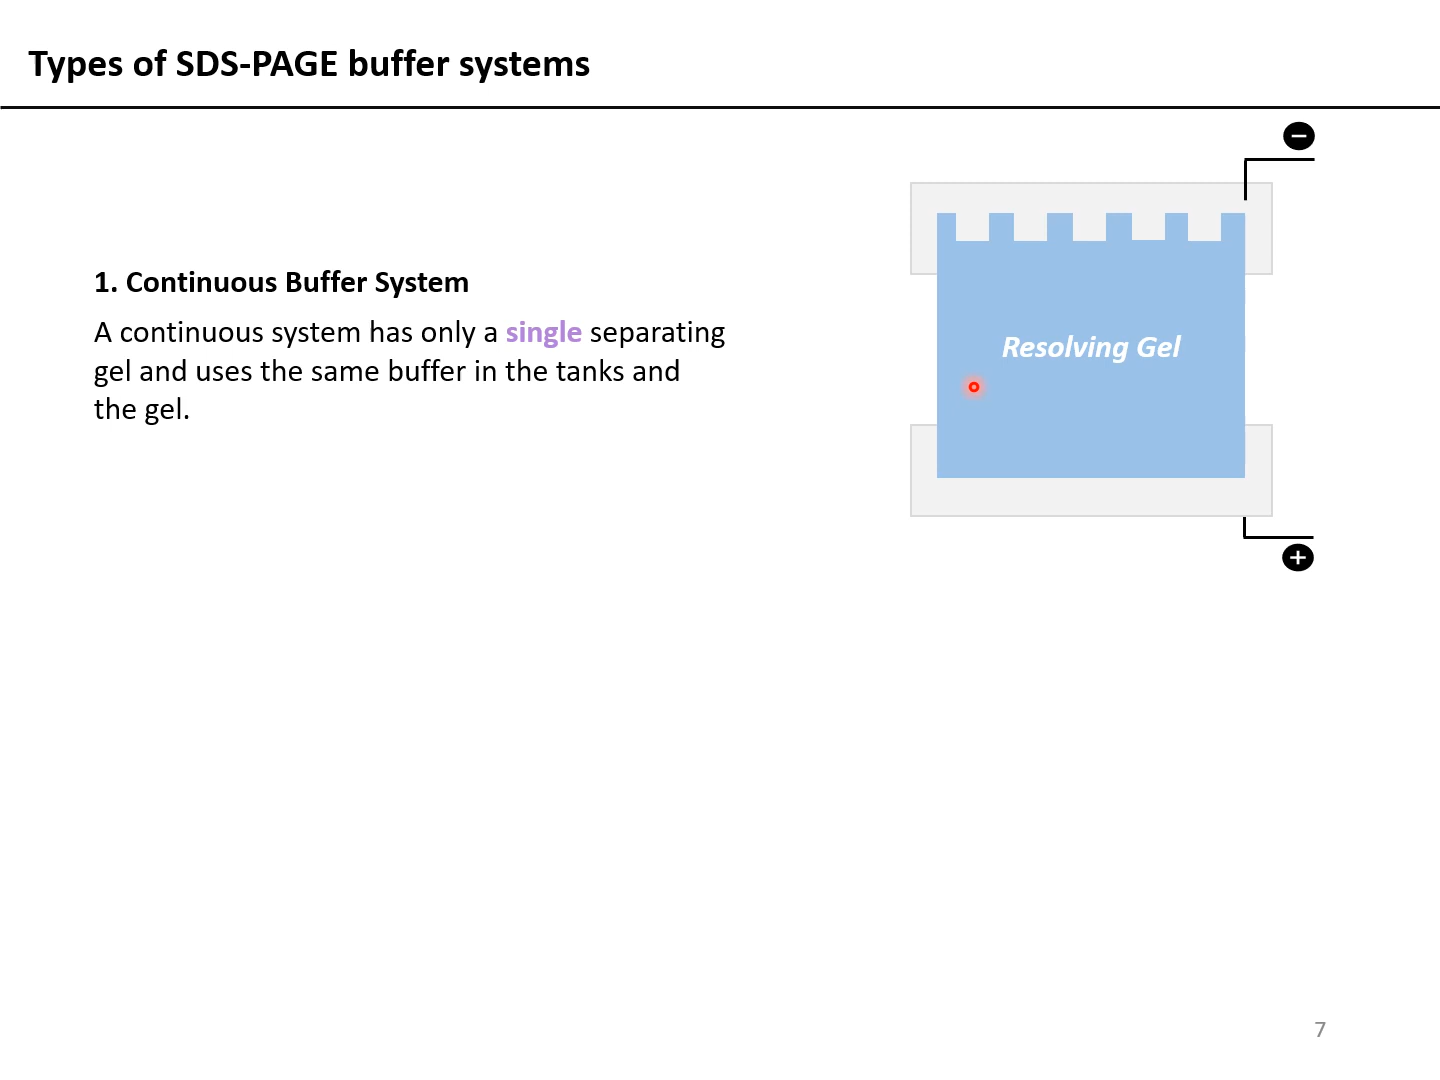 Types of SDS-PAGE buffer systems
1. Continuous Buffer System
A continuous system has only a single separating
gel and uses the same buffer in the tanks and
the gel.
−
Resolving Gel
+
7